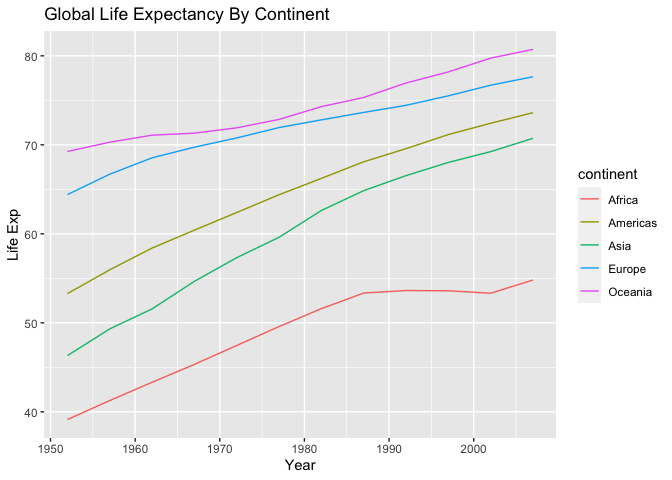 Global Life Expectancy By Continent
80
70
60
50
40
Life Exp
1950
1960
1970
1980
1990
2000
Year
continent
Africa
Americas
Asia
Europe
Oceania